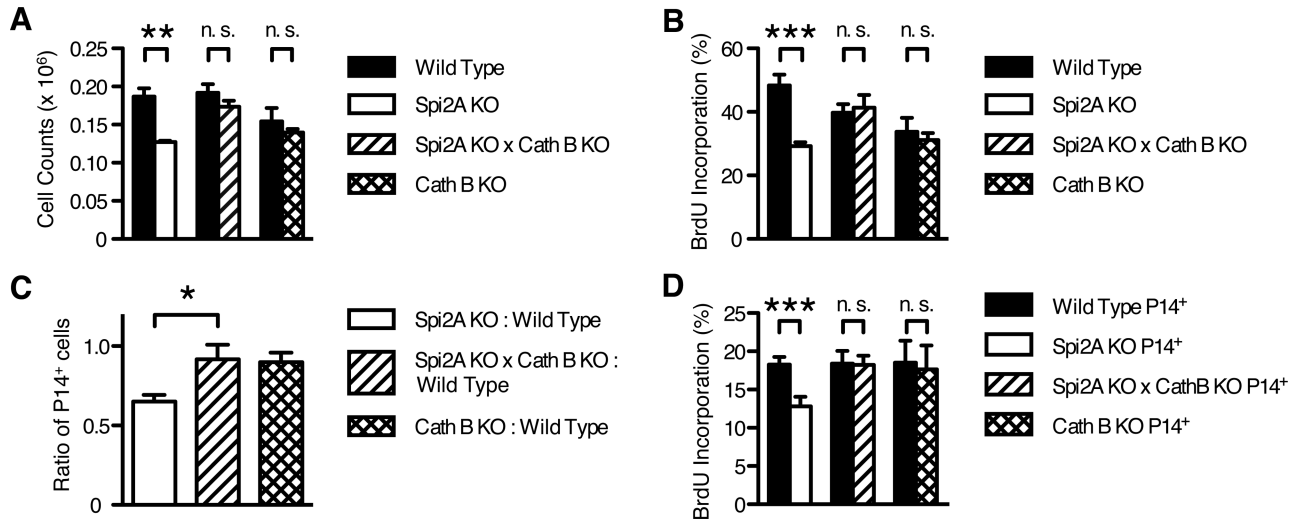 A
** n. s. n. s.
Cell Counts (x 10⁶)
0.25
0.20
0.15
0.10
0.05
0
Wild Type
Spi2A KO
Spi2A KO x Cath B KO
Cath B KO
B
*** n. s. n. s.
BrdU Incorporation (%)
60
40
20
0
Wild Type
Spi2A KO
Spi2A KO x Cath B KO
Cath B KO
C
*
Ratio of P14⁺ cells
1.0
0.5
0
Spi2A KO : Wild Type
Spi2A KO x Cath B KO :
Wild Type
Cath B KO : Wild Type
D
*** n. s. n. s.
BrdU Incorporation (%)
25
20
15
10
5
0
Wild Type P14⁺
Spi2A KO P14⁺
Spi2A KO x CathB KO P14⁺
Cath B KO P14⁺